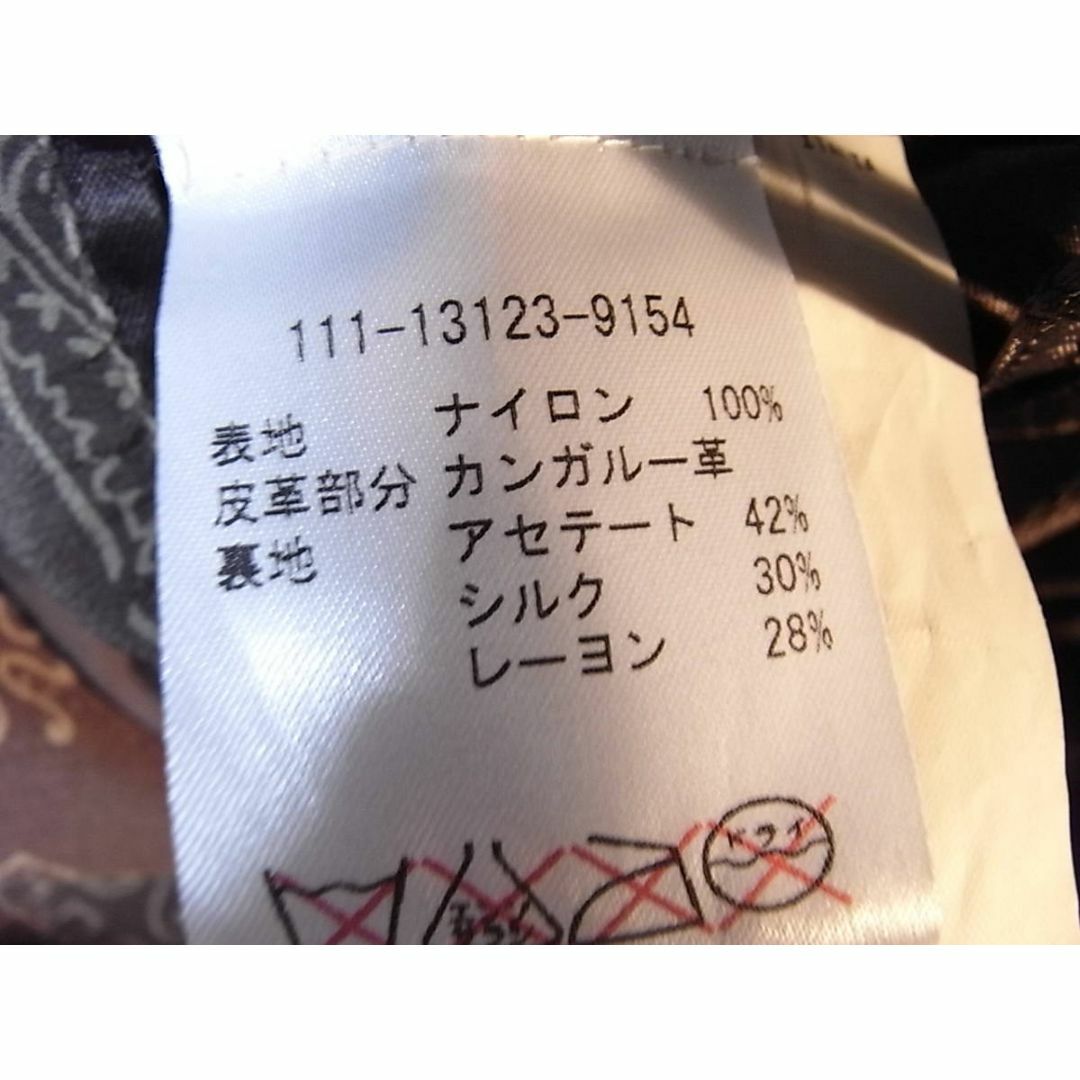 111-13123-9154
表地 ナイロン 100%
皮革部分 カンガルー革
裏地 アセテート 42%
シルク 30%
レーヨン 28%
ドライ